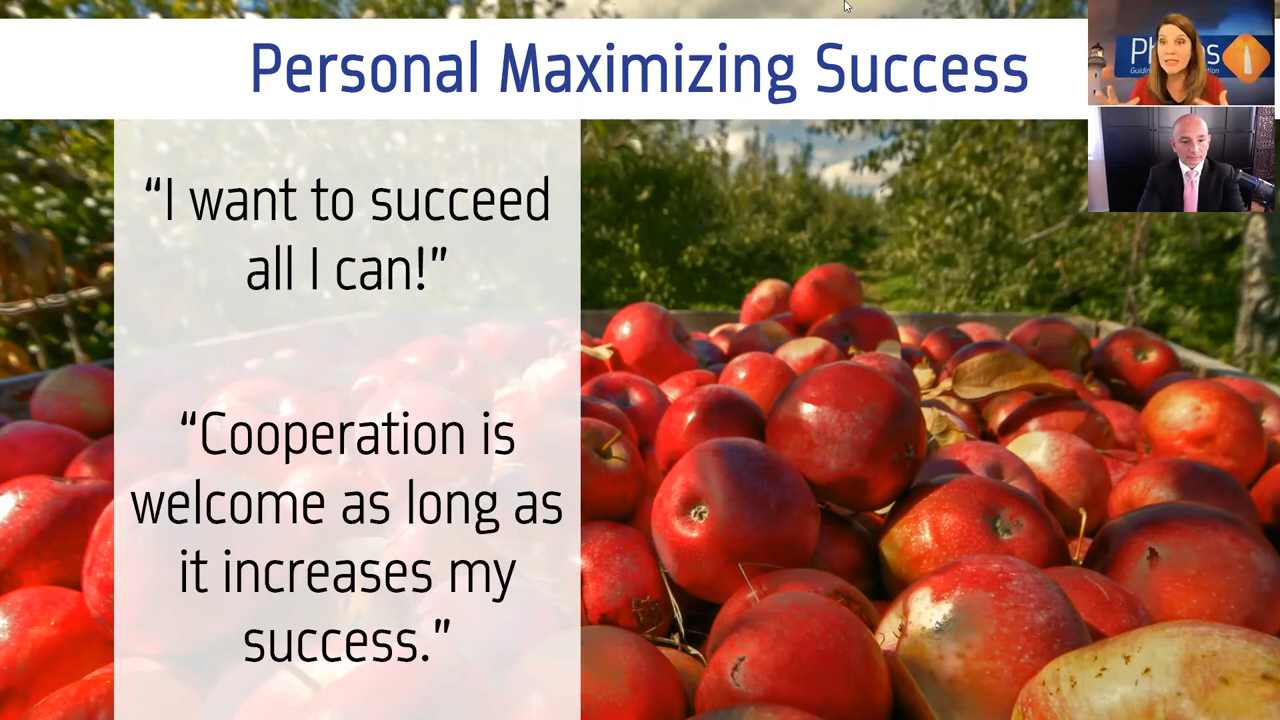 Personal Maximizing Success
“I want to succeed
all I can!”
“Cooperation is
welcome as long as
it increases my
success.”